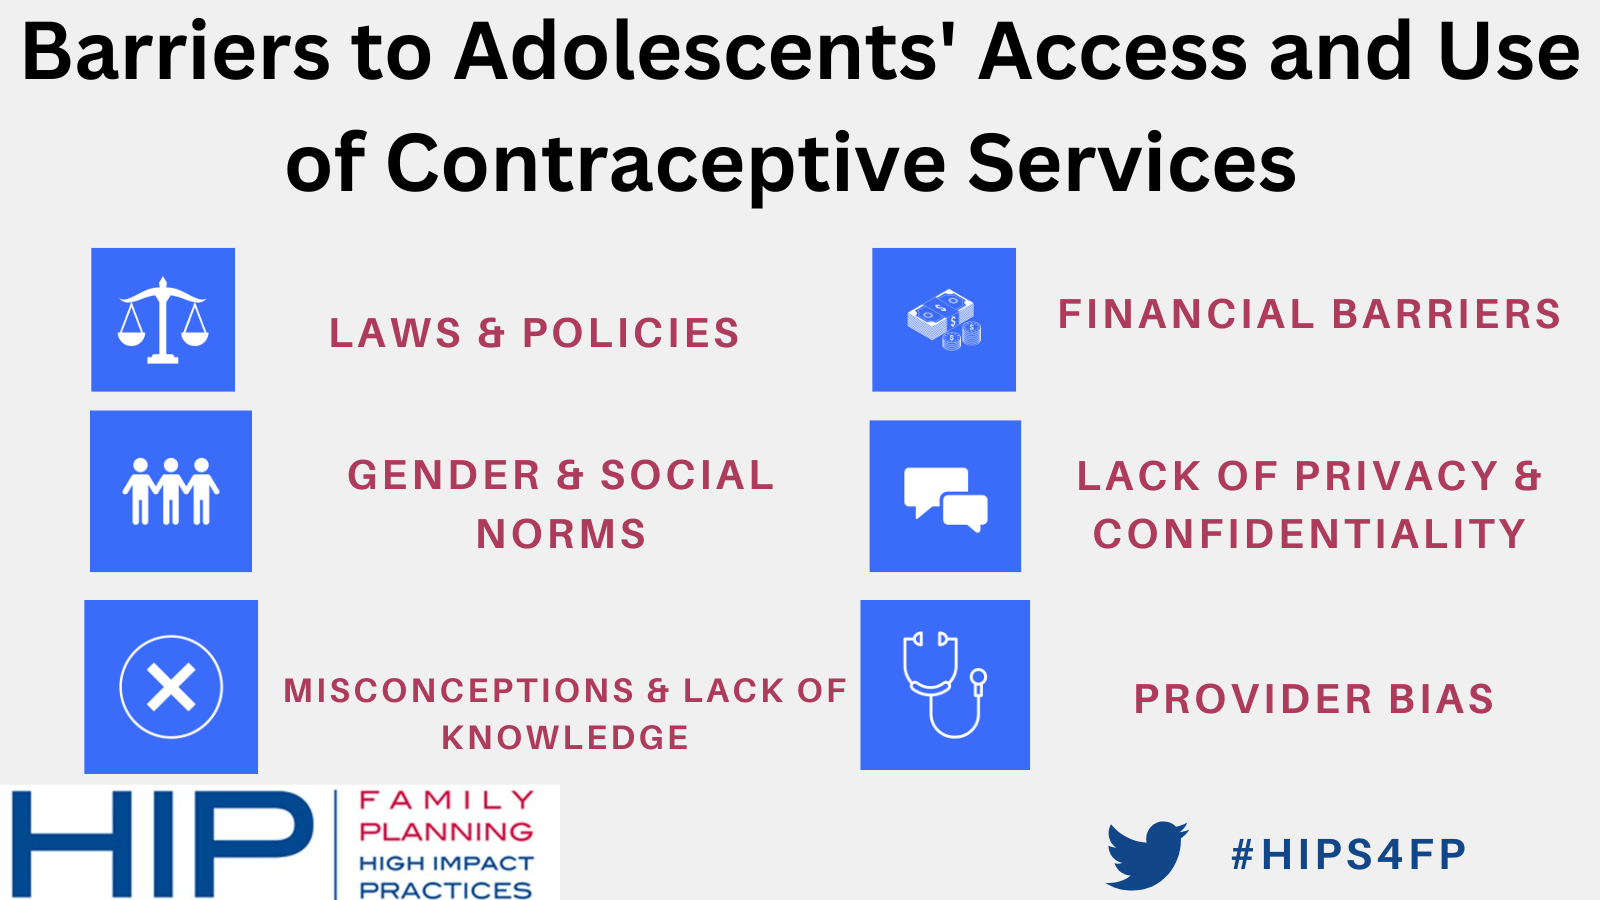 Barriers to Adolescents' Access and Use
of Contraceptive Services
LAWS & POLICIES
FINANCIAL BARRIERS
GENDER & SOCIAL
NORMS
LACK OF PRIVACY &
CONFIDENTIALITY
MISCONCEPTIONS & LACK OF
KNOWLEDGE
PROVIDER BIAS
HIP
FAMILY
PLANNING
HIGH IMPACT
PRACTICES
#HIPS4FP